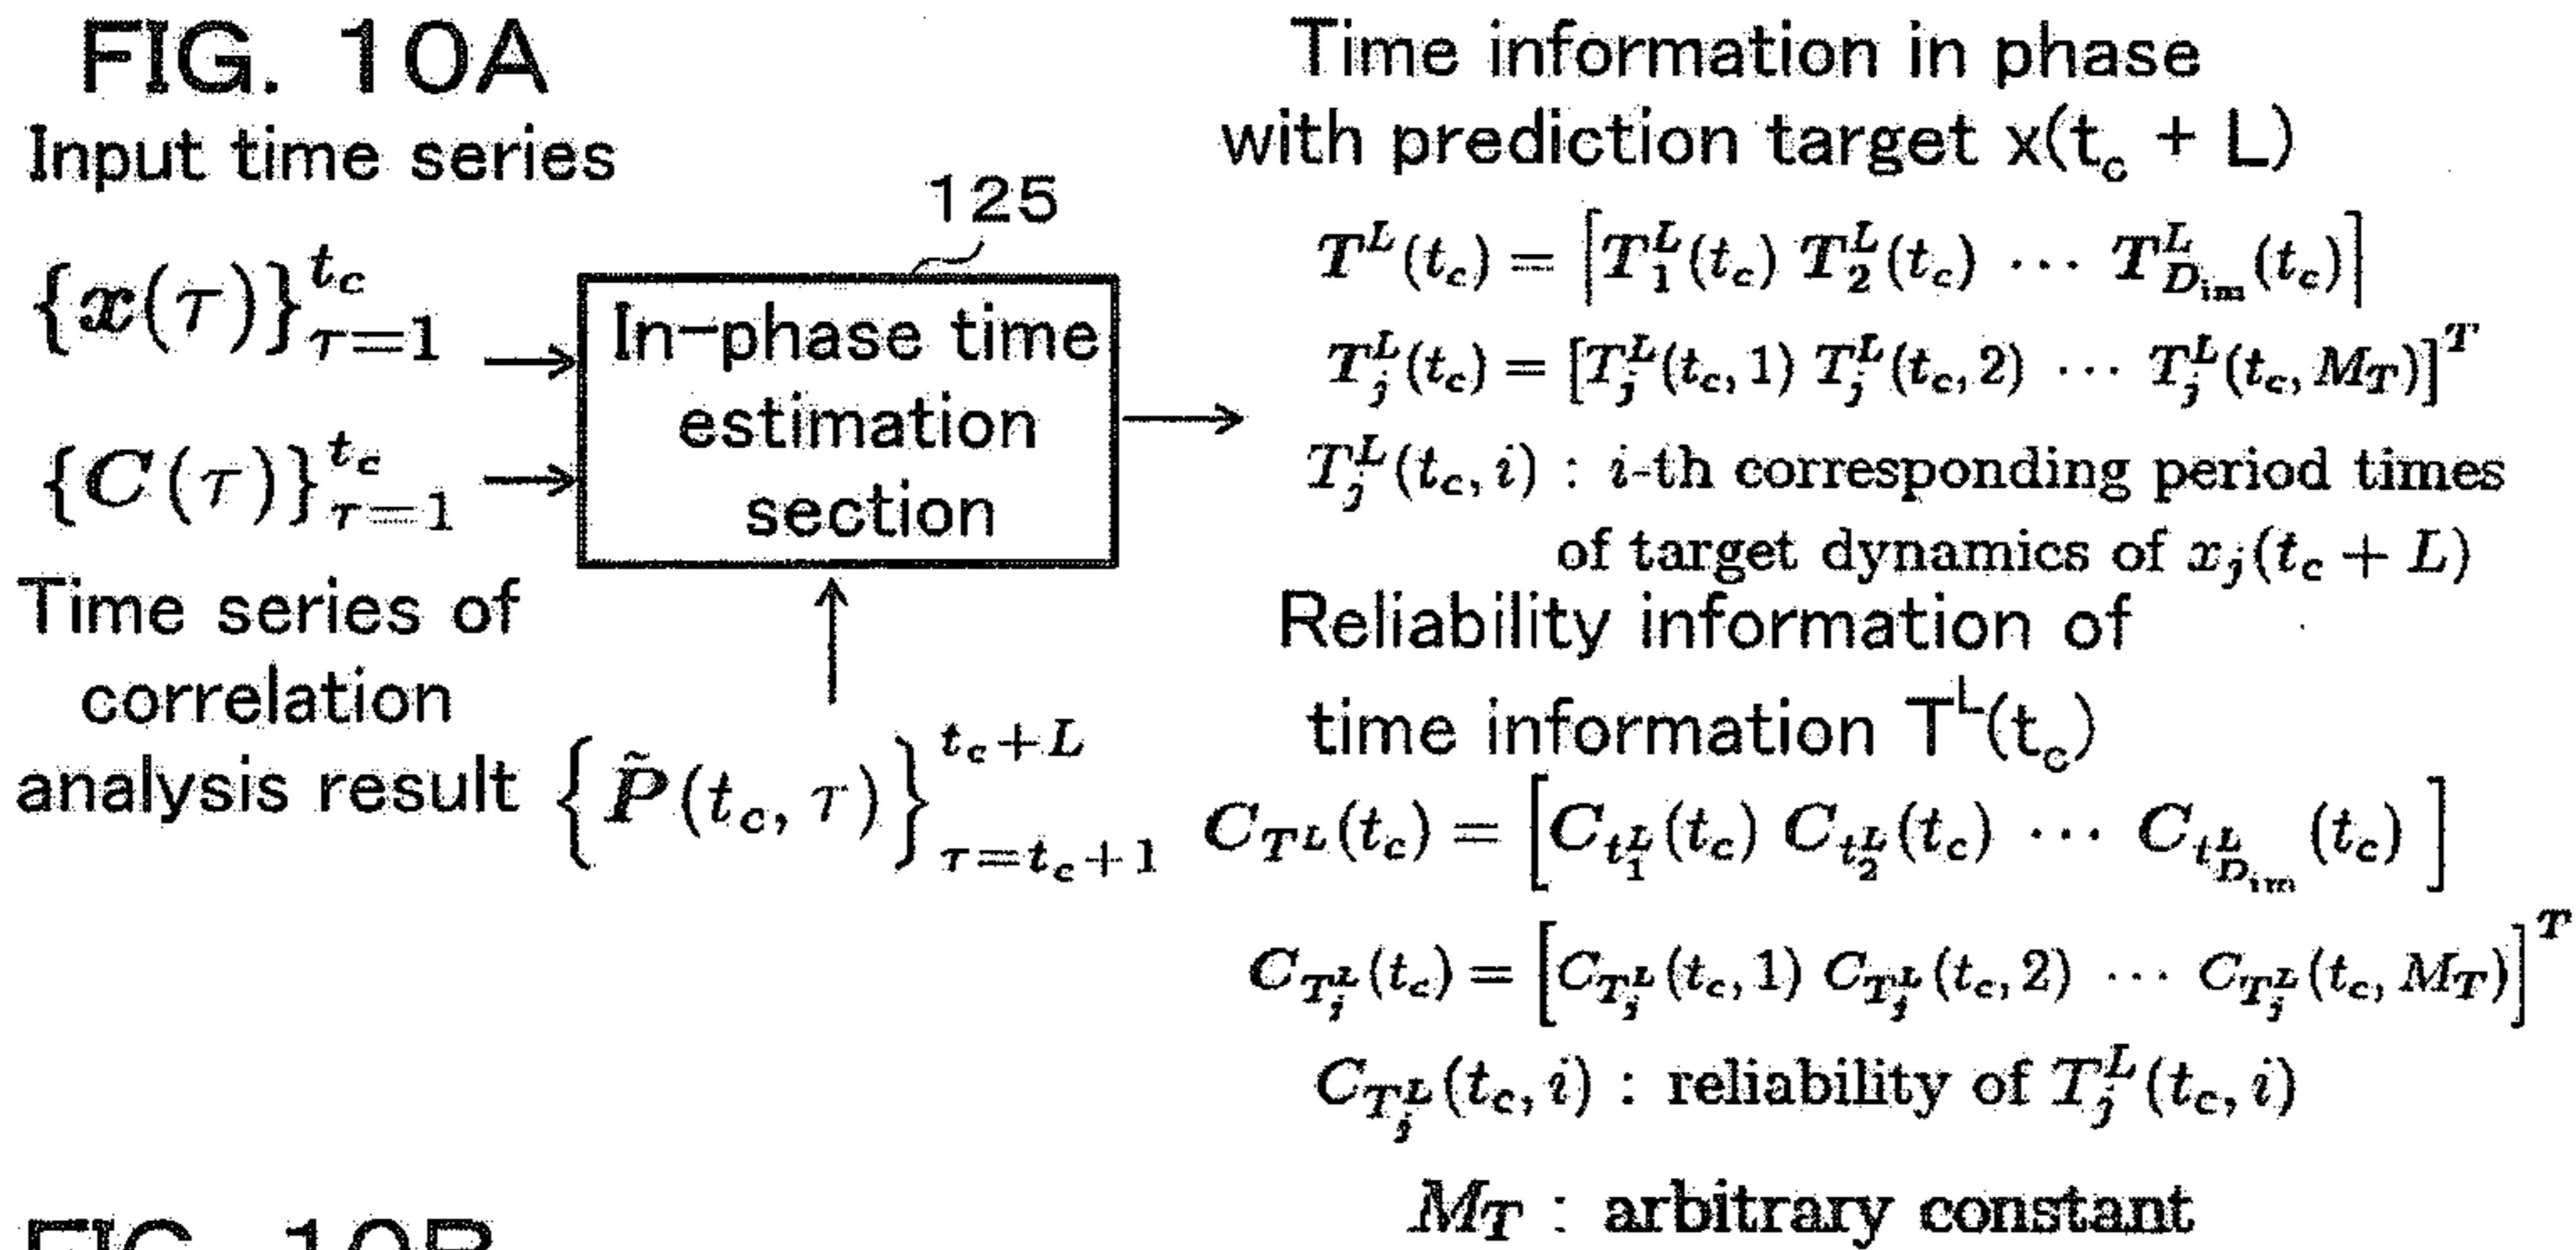 FIG. 10A
Input time series
{x(τ)}_{τ=1}^{t_c}
{C(τ)}_{τ=1}^{t_c}
Time series of
correlation
analysis result
125
In-phase time
estimation
section
{P̃(t_c, τ)}_{τ=t_c+1}^{t_c+L}
Time information in phase
with prediction target x(t_c + L)
T^L(t_c) = [T_1^L(t_c) T_2^L(t_c) ⋯ T_{D_im}^L(t_c)]
T_j^L(t_c) = [T_j^L(t_c, 1) T_j^L(t_c, 2) ⋯ T_j^L(t_c, M_T)]^T
T_j^L(t_c, i) : i-th corresponding period times
of target dynamics of x_j(t_c + L)
Reliability information of
time information T^L(t_c)
C_{T^L}(t_c) = [C_{t_1^L}(t_c) C_{t_2^L}(t_c) ⋯ C_{t_{D_im}^L}(t_c)]
C_{T_j^L}(t_c) = [C_{T_j^L}(t_c, 1) C_{T_j^L}(t_c, 2) ⋯ C_{T_j^L}(t_c, M_T)]^T
C_{T_j^L}(t_c, i) : reliability of T_j^L(t_c, i)
M_T : arbitrary constant
FIG. 10B